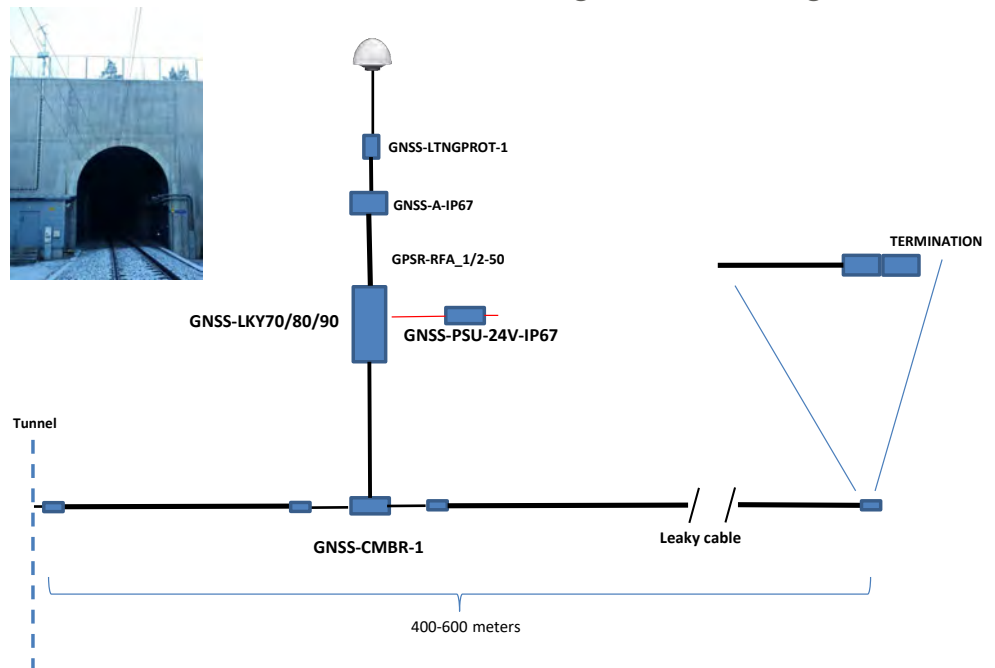 GNSS-LTNGPROT-1
GNSS-A-IP67
GPSR-RFA_1/2-50
TERMINATION
GNSS-LKY70/80/90
GNSS-PSU-24V-IP67
Tunnel
GNSS-CMBR-1
Leaky cable
400-600 meters